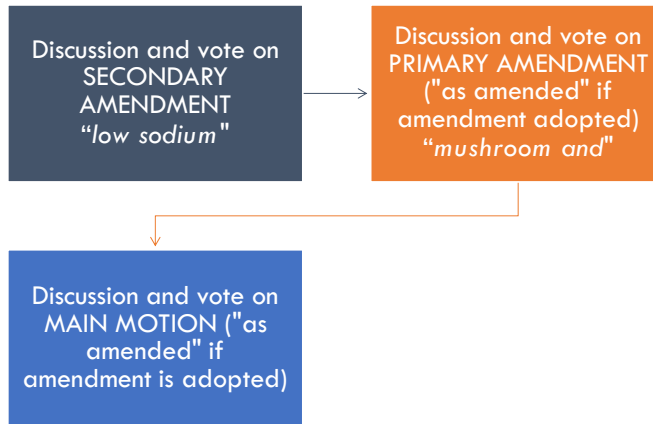 Discussion and vote on
SECONDARY
AMENDMENT
“low sodium"
Discussion and vote on
PRIMARY AMENDMENT
("as amended" if
amendment adopted)
“mushroom and"
Discussion and vote on
MAIN MOTION ("as
amended" if
amendment is adopted)